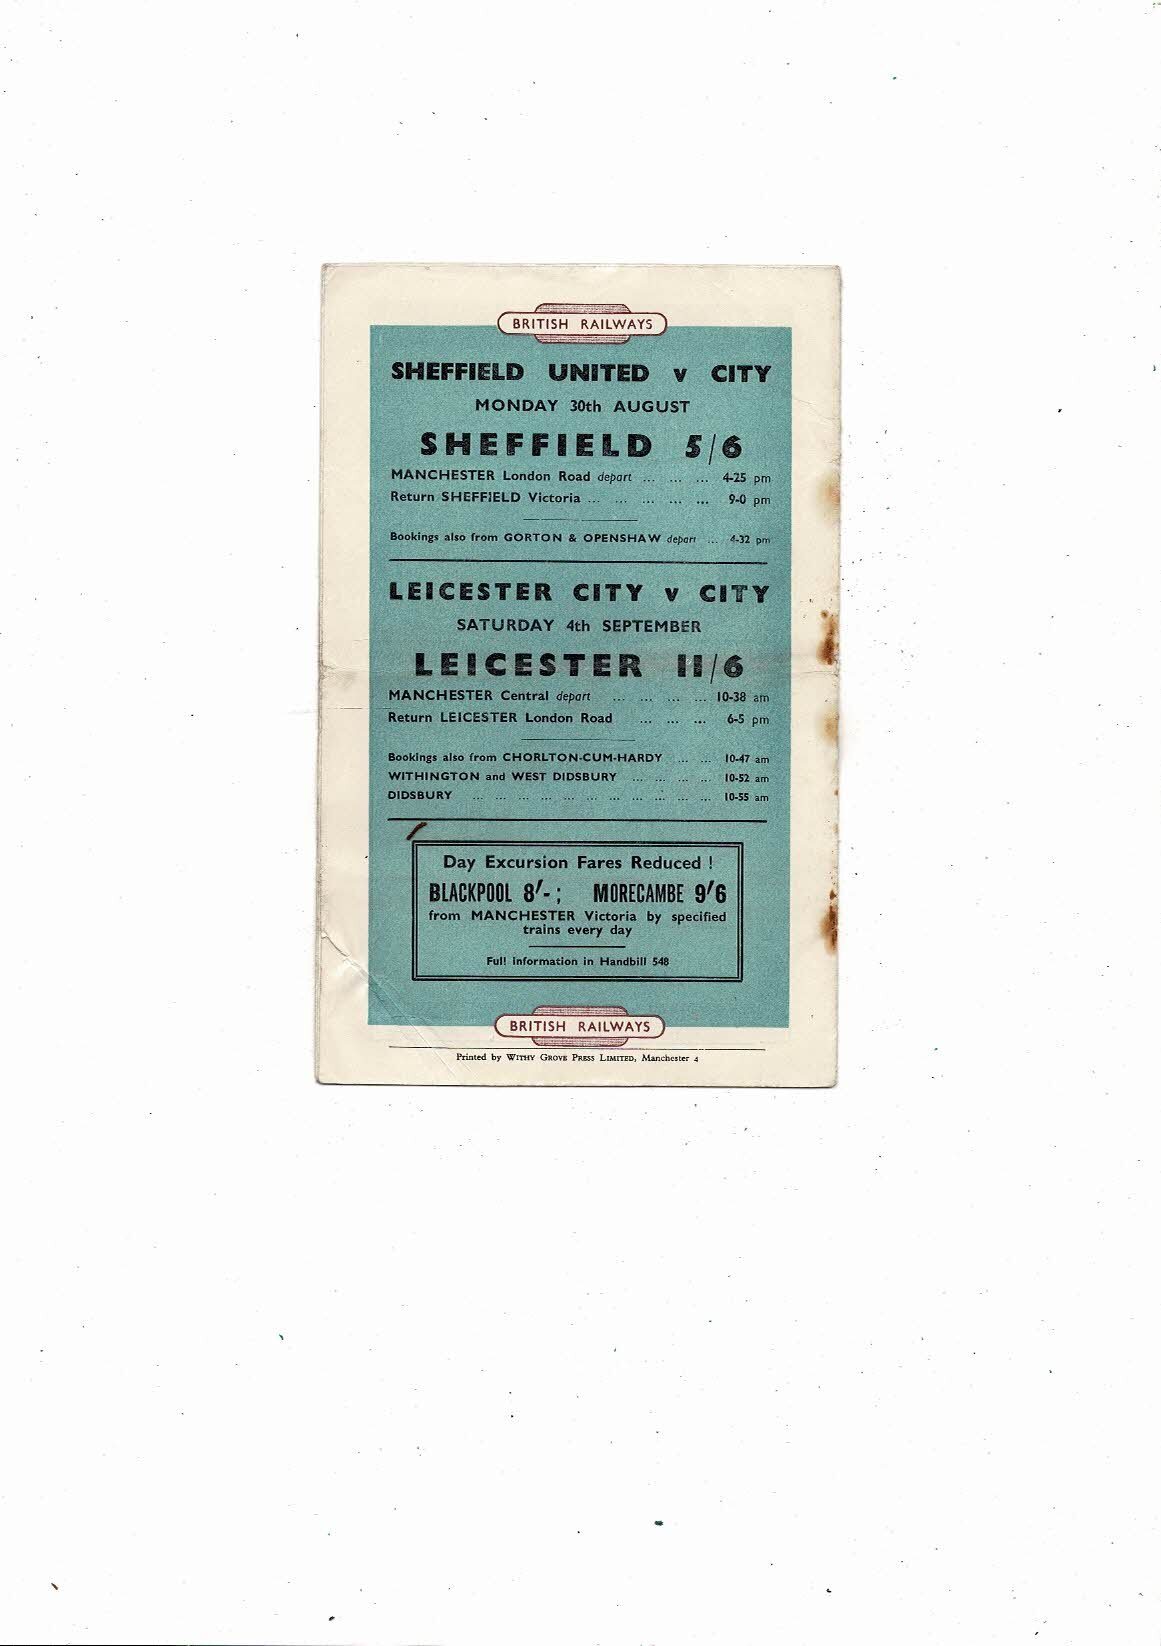 BRITISH RAILWAYS
SHEFFIELD UNITED v CITY
MONDAY 30th AUGUST
SHEFFIELD 5/6
MANCHESTER London Road depart ... ... ... 4-25 pm
Return SHEFFIELD Victoria ... ... ... ... ... 9-0 pm
Bookings also from GORTON & OPENSHAW depart ... 4-32 pm
LEICESTER CITY v CITY
SATURDAY 4th SEPTEMBER
LEICESTER 11/6
MANCHESTER Central depart ... ... ... ... 10-38 am
Return LEICESTER London Road ... ... ... 6-5 pm
Bookings also from CHORLTON-CUM-HARDY ... ... 10-47 am
WITHINGTON and WEST DIDSBURY ... ... ... ... 10-52 am
DIDSBURY ... ... ... ... ... ... ... ... ... ... ... 10-55 am
Day Excursion Fares Reduced !
BLACKPOOL 8/- ; MORECAMBE 9/6
from MANCHESTER Victoria by specified
trains every day
Full information in Handbill 548
BRITISH RAILWAYS
Printed by WITHY GROVE PRESS LIMITED, Manchester 4